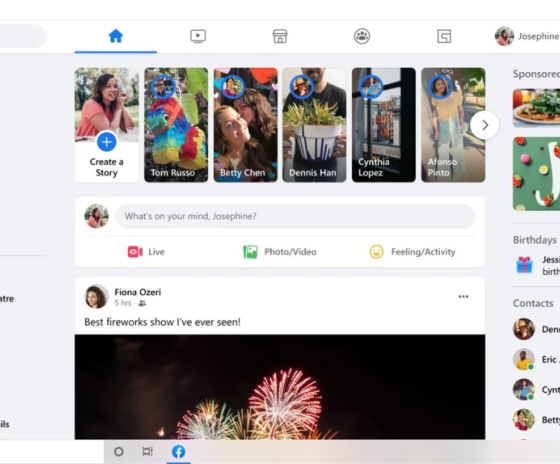 Josephine
Sponsored
Create a
Story
Tom Russo
Betty Chen
Dennis Han
Cynthia
Lopez
Afonso
Pinto
What's on your mind, Josephine?
Live
Photo/Video
Feeling/Activity
Birthdays
Jessi
birth
Contacts
Fiona Ozeri
5 hrs ·
Best fireworks show I've ever seen!
atre
ils
Den
Eric
Cynt
Betty